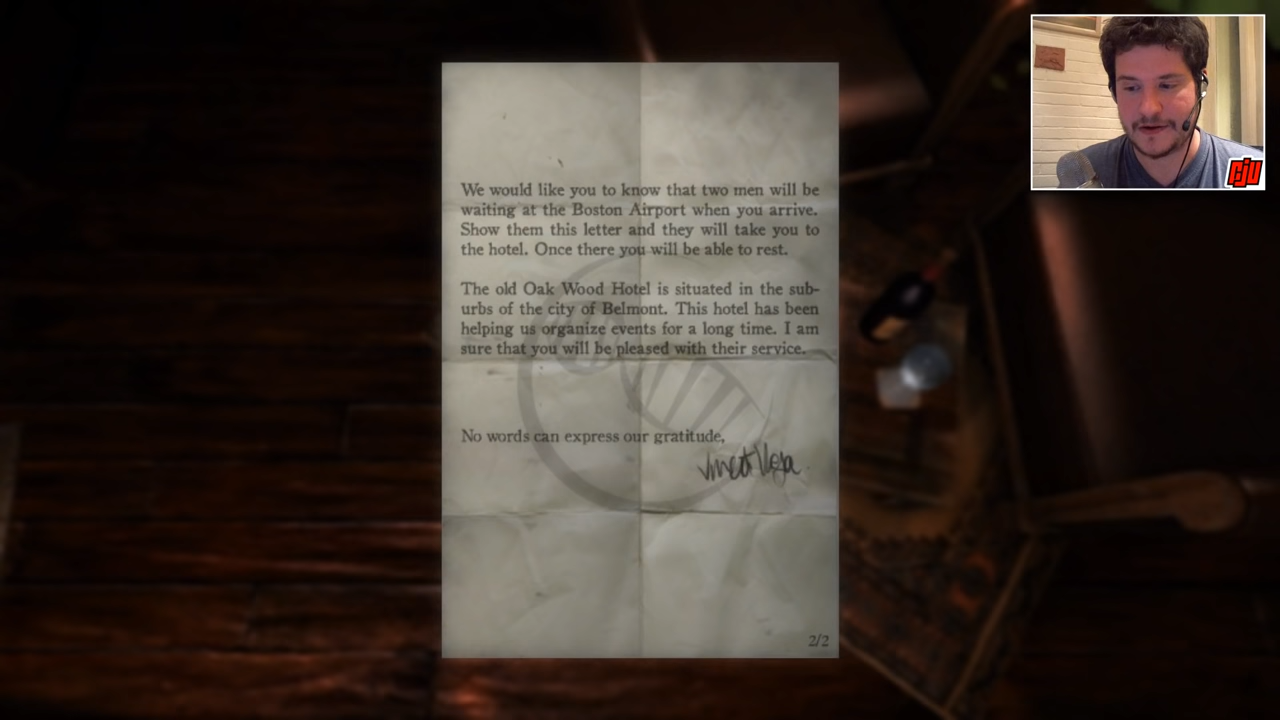 We would like you to know that two men will be
waiting at the Boston Airport when you arrive.
Show them this letter and they will take you to
the hotel. Once there you will be able to rest.
The old Oak Wood Hotel is situated in the sub-
urbs of the city of Belmont. This hotel has been
helping us organize events for a long time. I am
sure that you will be pleased with their service.
No words can express our gratitude,
2/2